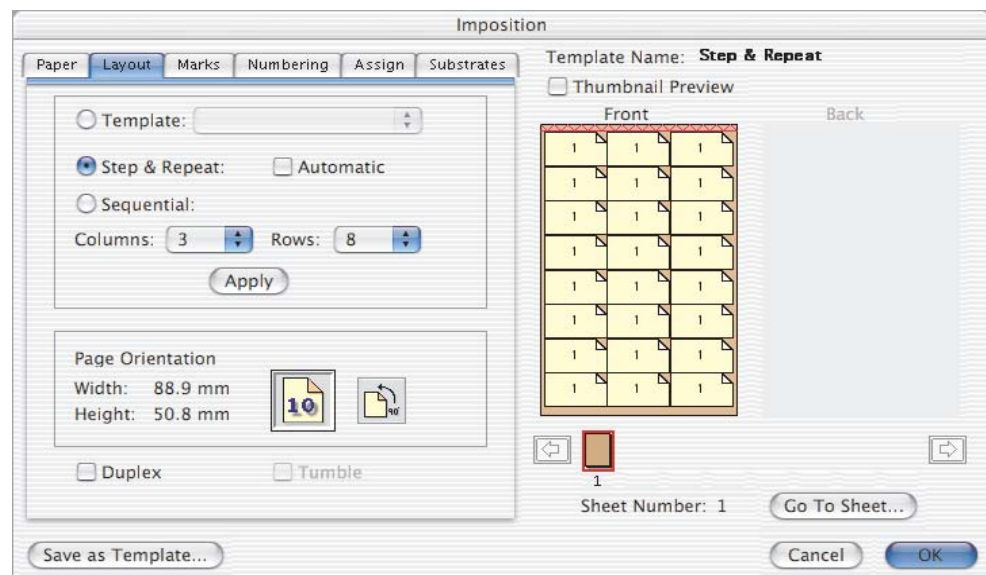 Imposition
Paper Layout Marks Numbering Assign Substrates
Template:
Step & Repeat: Automatic
Sequential:
Columns: 3 Rows: 8
Apply
Page Orientation
Width: 88.9 mm
Height: 50.8 mm
10
90°
Duplex Tumble
Save as Template...
Template Name: Step & Repeat
Thumbnail Preview
Front Back
1 1 1
1 1 1
1 1 1
1 1 1
1 1 1
1 1 1
1 1 1
1 1 1
1
Sheet Number: 1 Go To Sheet...
Cancel OK